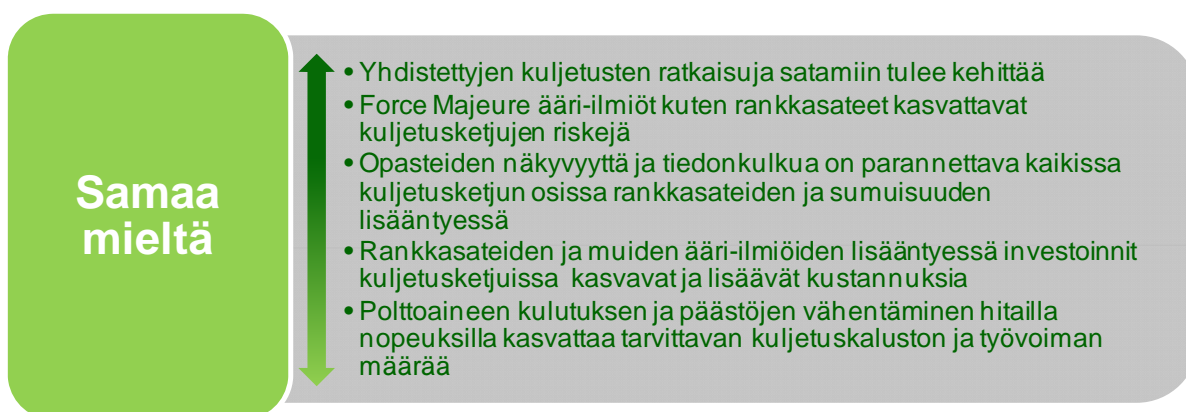 Samaa
mieltä
• Yhdistettyjen kuljetusten ratkaisuja satamiin tulee kehittää
• Force Majeure ääri-ilmiöt kuten rankkasateet kasvattavat
kuljetusketjujen riskejä
• Opasteiden näkyvyyttä ja tiedonkulkua on parannettava kaikissa
kuljetusketjun osissa rankkasateiden ja sumuisuuden
lisääntyessä
• Rankkasateiden ja muiden ääri-ilmiöiden lisääntyessä investoinnit
kuljetusketjuissa kasvavat ja lisäävät kustannuksia
• Polttoaineen kulutuksen ja päästöjen vähentäminen hitailla
nopeuksilla kasvattaa tarvittavan kuljetuskaluston ja työvoiman
määrää